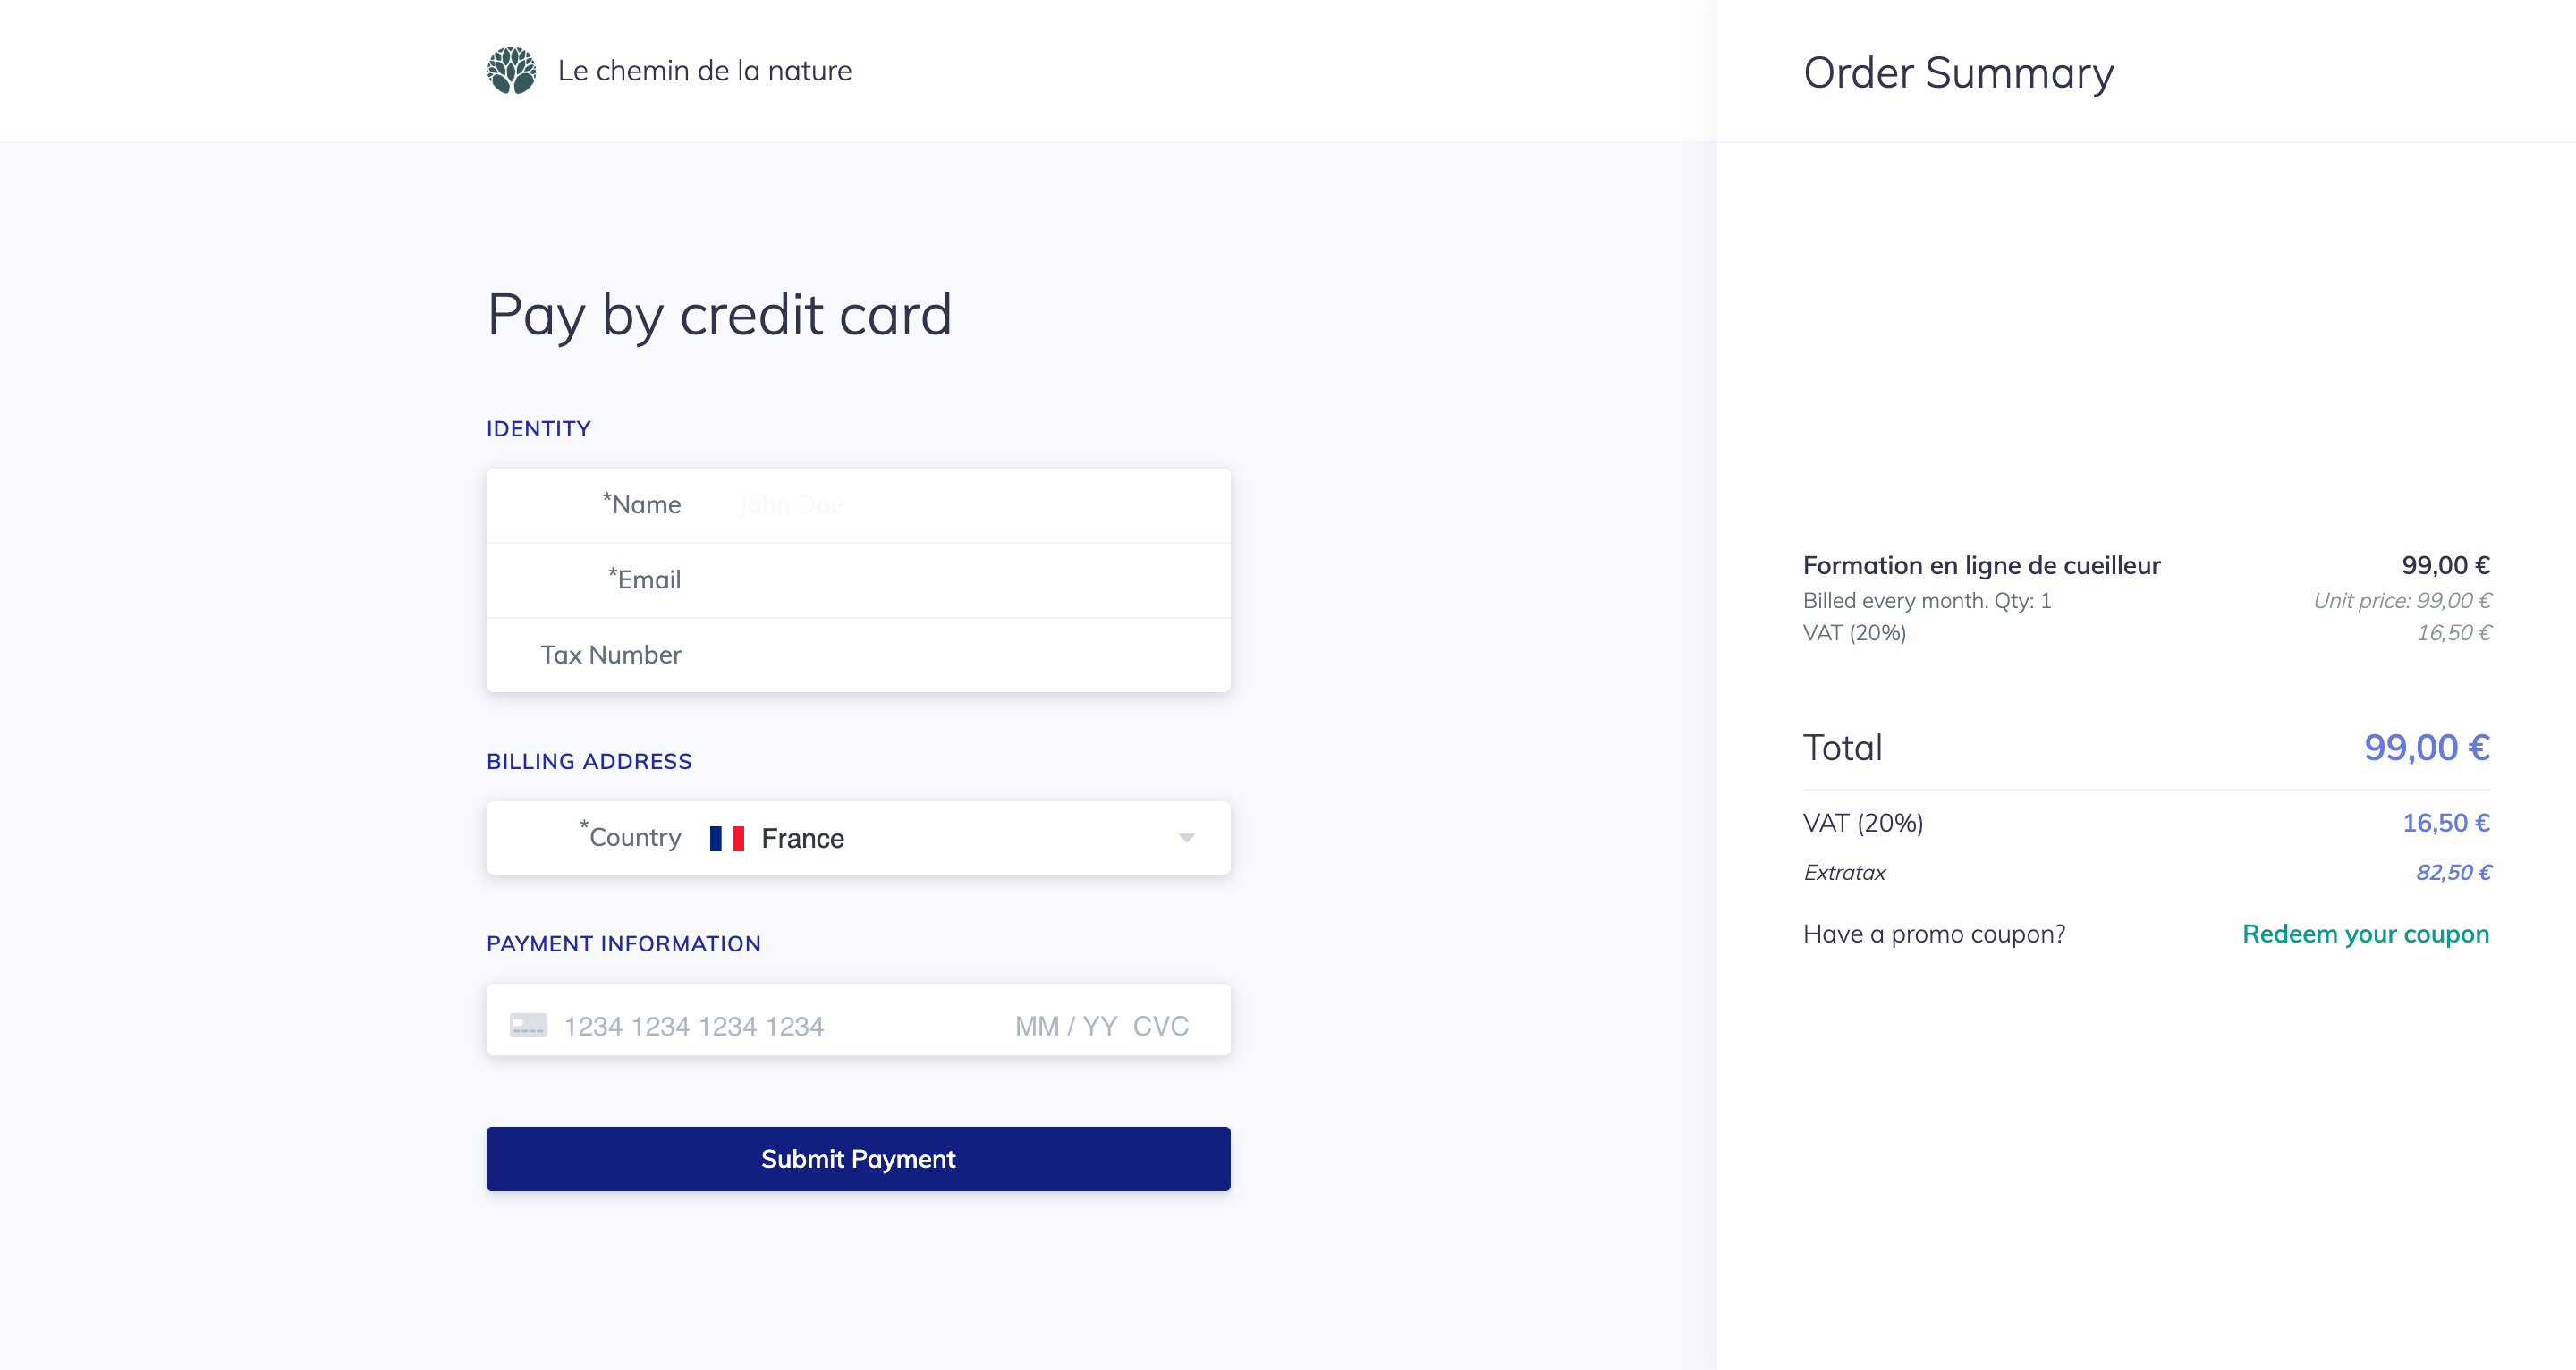 Le chemin de la nature
Order Summary
Pay by credit card
IDENTITY
*Name John Doe
*Email
Tax Number
BILLING ADDRESS
*Country France
PAYMENT INFORMATION
1234 1234 1234 1234 MM / YY CVC
Submit Payment
Formation en ligne de cueilleur 99,00 €
Billed every month. Qty: 1 Unit price: 99,00 €
VAT (20%) 16,50 €
Total 99,00 €
VAT (20%) 16,50 €
Extratax 82,50 €
Have a promo coupon? Redeem your coupon